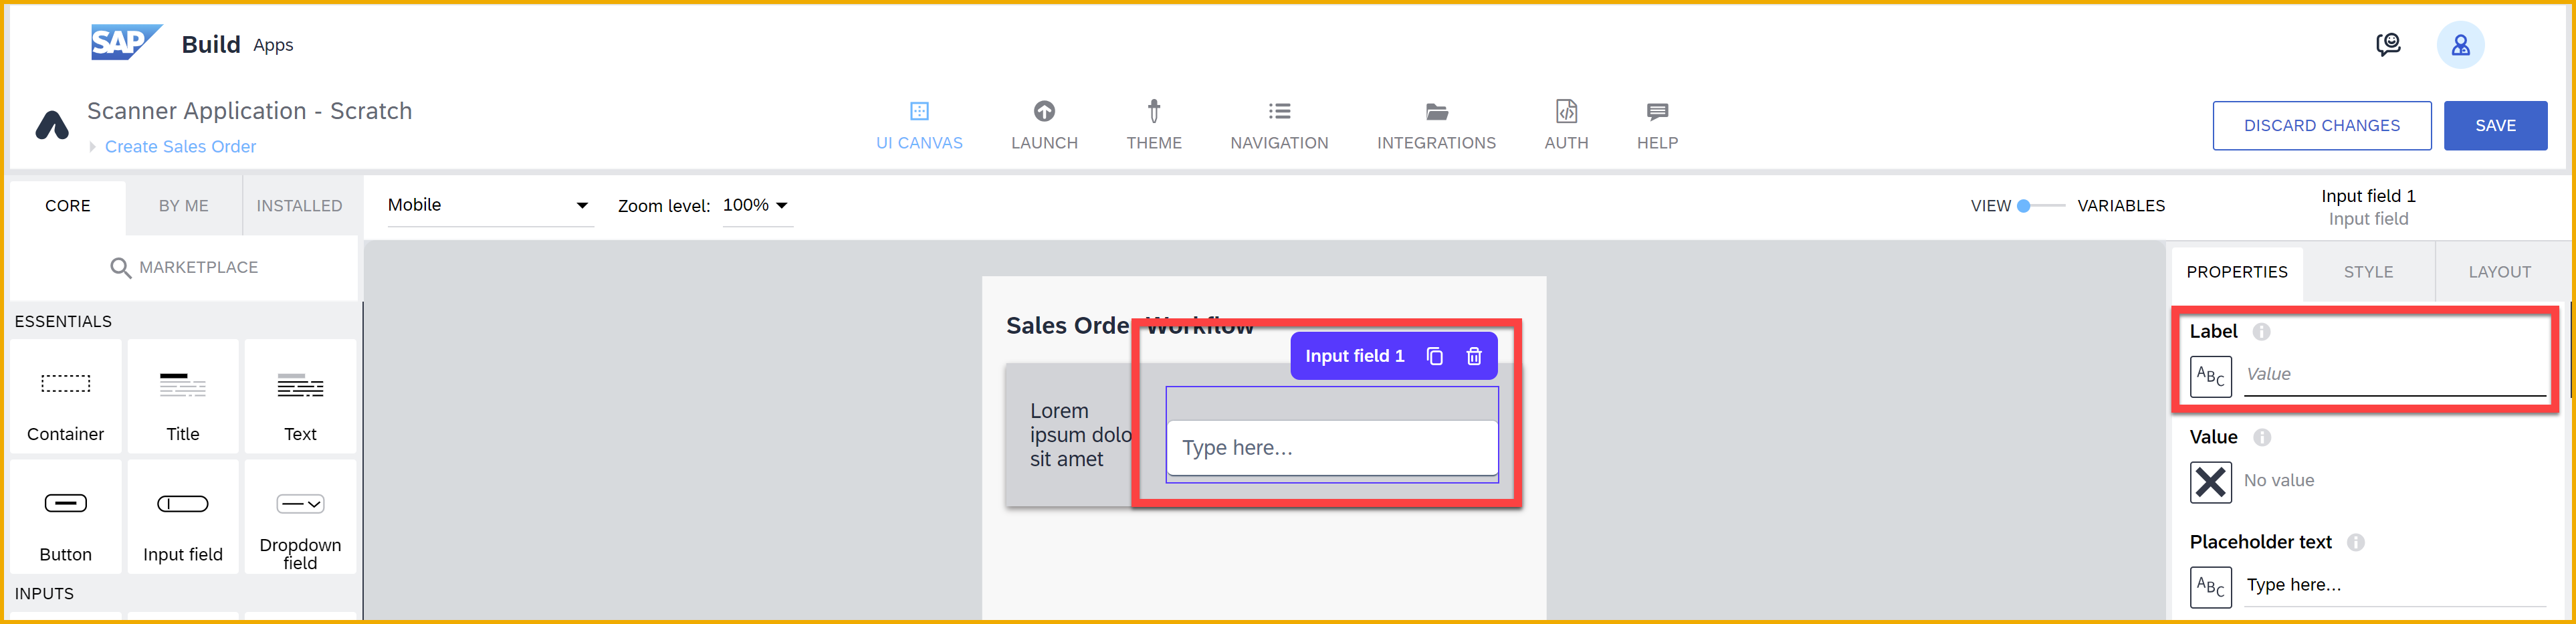 SAP Build Apps
Scanner Application - Scratch
Create Sales Order
UI CANVAS
LAUNCH
THEME
NAVIGATION
INTEGRATIONS
AUTH
HELP
DISCARD CHANGES
SAVE
CORE
BY ME
INSTALLED
MARKETPLACE
ESSENTIALS
Container
Title
Text
Button
Input field
Dropdown
field
INPUTS
Mobile
Zoom level: 100%
VIEW
VARIABLES
Sales Order Workflow
Input field 1
Lorem
ipsum dolo
sit amet
Type here...
Input field 1
Input field
PROPERTIES
STYLE
LAYOUT
Label
ABC
Value
Value
No value
Placeholder text
ABC
Type here...